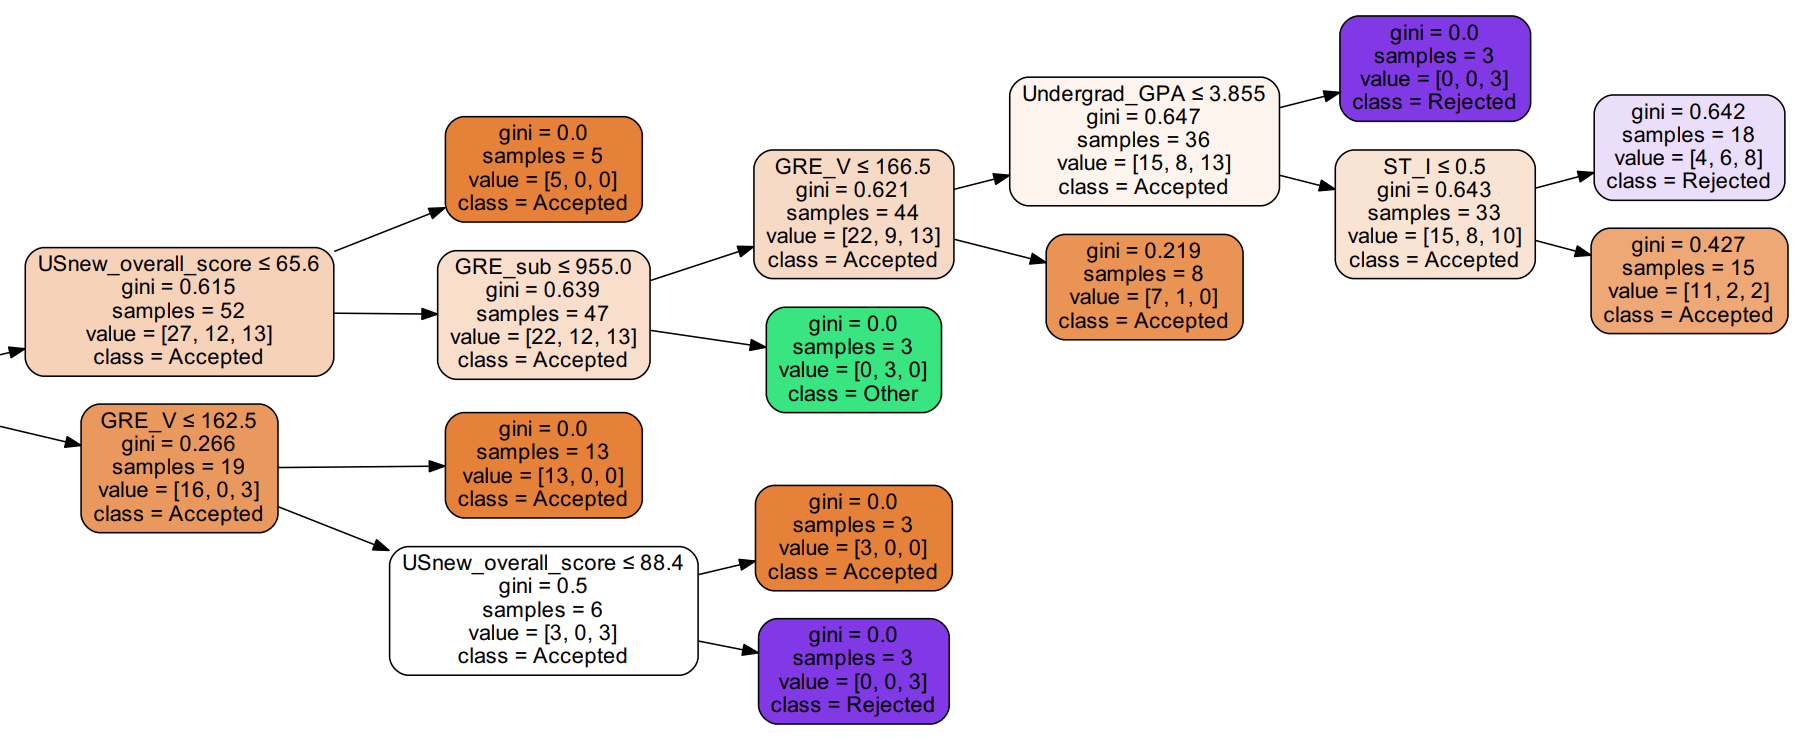 gini = 0.0
samples = 3
value = [0, 0, 3]
class = Rejected
Undergrad_GPA ≤ 3.855
gini = 0.647
samples = 36
value = [15, 8, 13]
class = Accepted
gini = 0.642
samples = 18
value = [4, 6, 8]
class = Rejected
gini = 0.0
samples = 5
value = [5, 0, 0]
class = Accepted
GRE_V ≤ 166.5
gini = 0.621
samples = 44
value = [22, 9, 13]
class = Accepted
ST_I ≤ 0.5
gini = 0.643
samples = 33
value = [15, 8, 10]
class = Accepted
gini = 0.427
samples = 15
value = [11, 2, 2]
class = Accepted
gini = 0.219
samples = 8
value = [7, 1, 0]
class = Accepted
USnew_overall_score ≤ 65.6
gini = 0.615
samples = 52
value = [27, 12, 13]
class = Accepted
GRE_sub ≤ 955.0
gini = 0.639
samples = 47
value = [22, 12, 13]
class = Accepted
gini = 0.0
samples = 3
value = [0, 3, 0]
class = Other
GRE_V ≤ 162.5
gini = 0.266
samples = 19
value = [16, 0, 3]
class = Accepted
gini = 0.0
samples = 13
value = [13, 0, 0]
class = Accepted
gini = 0.0
samples = 3
value = [3, 0, 0]
class = Accepted
USnew_overall_score ≤ 88.4
gini = 0.5
samples = 6
value = [3, 0, 3]
class = Accepted
gini = 0.0
samples = 3
value = [0, 0, 3]
class = Rejected